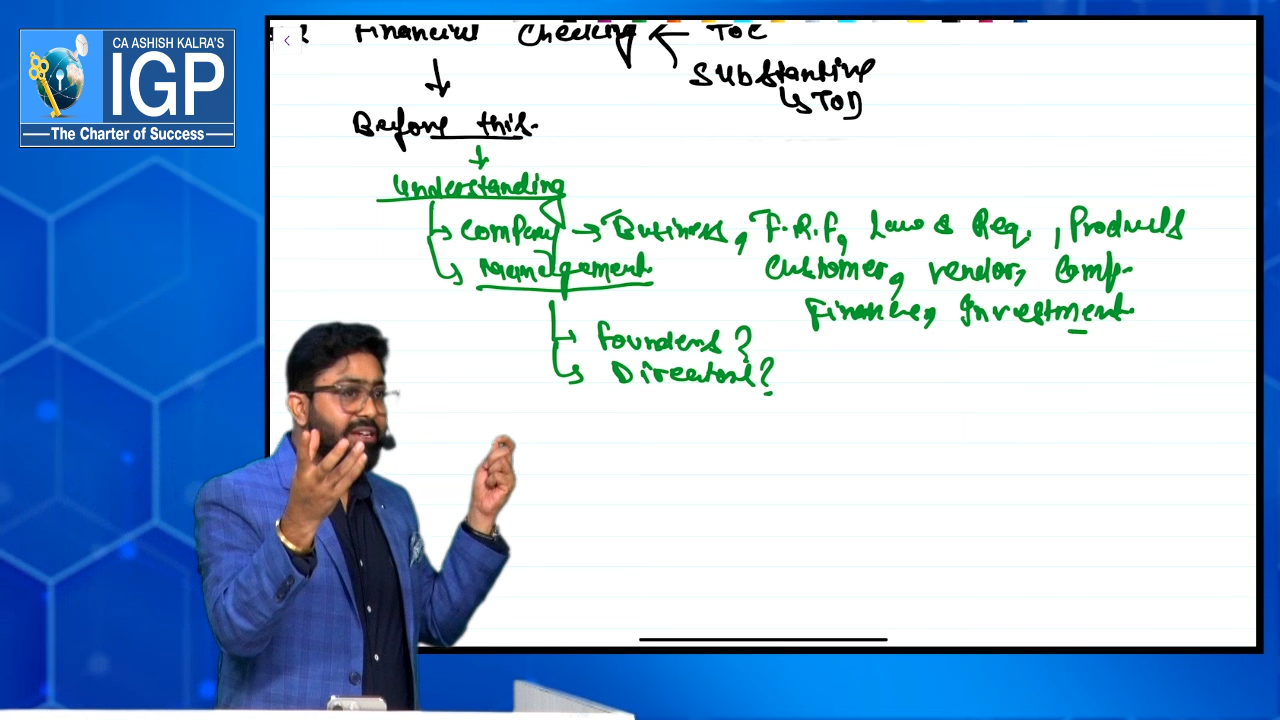 CA ASHISH KALRA'S
IGP
The Charter of Success
Financial Checking ← TOC
Substantive
↳ TOD
Before this.
Understanding
Company → Business, F.R.F, Law & Req., Products
Management Customer, vendor, Comp.
Finance, Investment
Founders?
Directors?